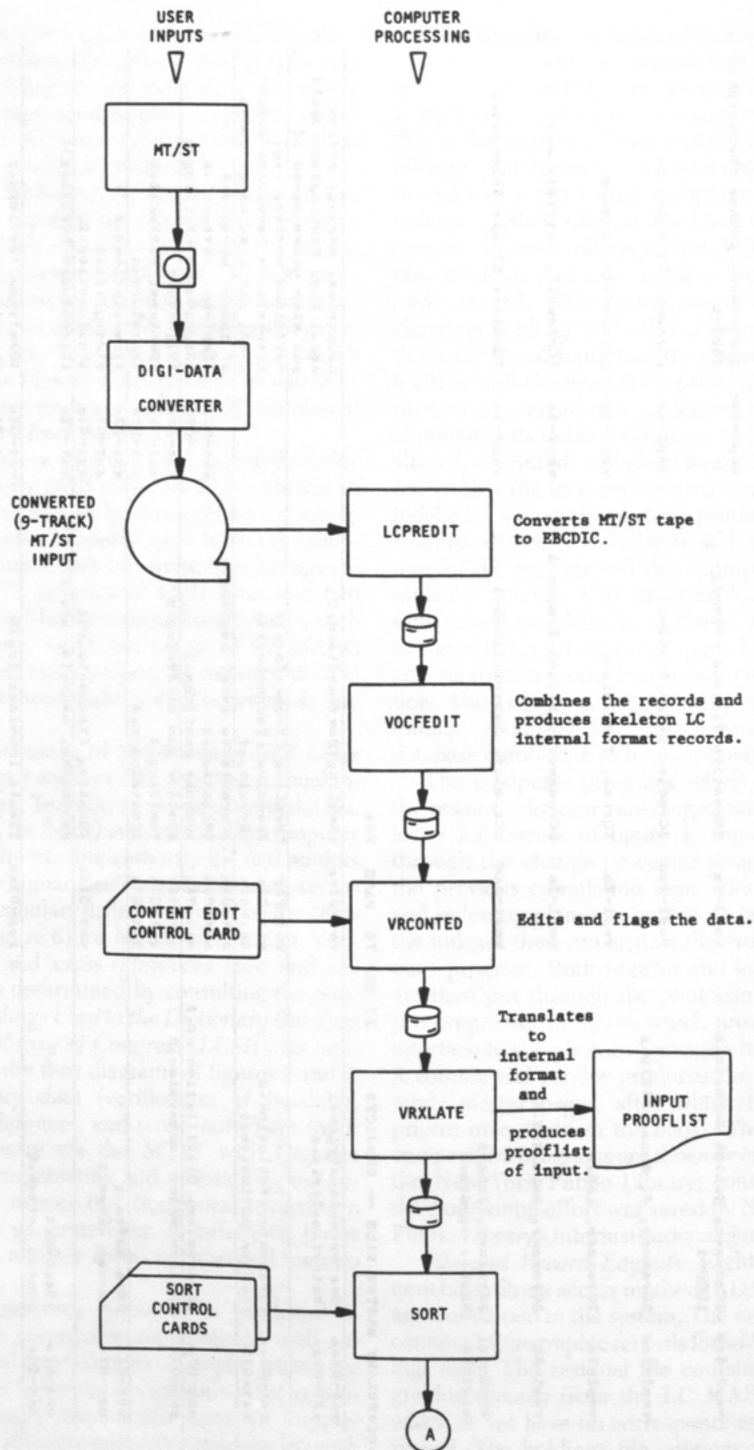 USER
INPUTS
COMPUTER
PROCESSING
MT/ST
DIGI-DATA
CONVERTER
CONVERTED
(9-TRACK)
MT/ST
INPUT
LCPREDIT
Converts MT/ST tape
to EBCDIC.
VOCFEDIT
Combines the records and
produces skeleton LC
internal format records.
CONTENT EDIT
CONTROL CARD
VRCONTED
Edits and flags the data.
Translates
to
internal
format
and
produces
prooflist
of input.
VRXLATE
INPUT
PROOFLIST
SORT
CONTROL
CARDS
SORT
A